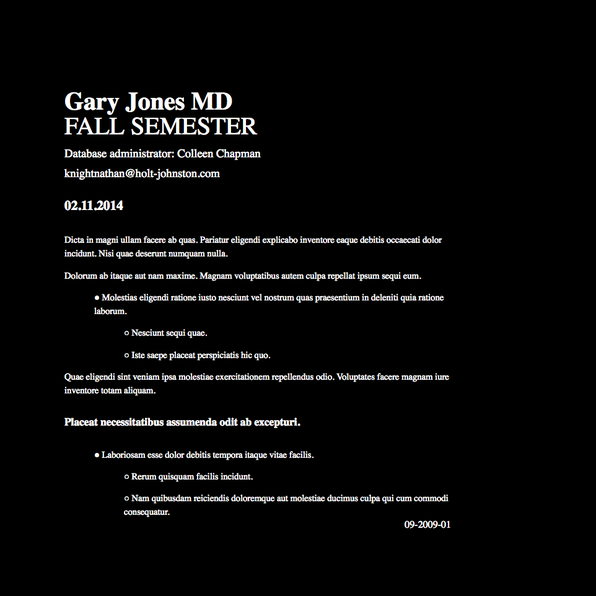 Gary Jones MD
FALL SEMESTER
Database administrator: Colleen Chapman
knightnathan@holt-johnston.com
02.11.2014
Dicta in magni ullam facere ab quas. Pariatur eligendi explicabo inventore eaque debitis occaecati dolor
incidunt. Nisi quae deserunt numquam nulla.
Dolorum ab itaque aut nam maxime. Magnam voluptatibus autem culpa repellat ipsum sequi eum.
● Molestias eligendi ratione iusto nesciunt vel nostrum quas praesentium in deleniti quia ratione
laborum.
○ Nesciunt sequi quae.
○ Iste saepe placeat perspiciatis hic quo.
Quae eligendi sint veniam ipsa molestiae exercitationem repellendus odio. Voluptates facere magnam iure
inventore totam aliquam.
Placeat necessitatibus assumenda odit ab excepturi.
● Laboriosam esse dolor debitis tempora itaque vitae facilis.
○ Rerum quisquam facilis incidunt.
○ Nam quibusdam reiciendis doloremque aut molestiae ducimus culpa qui cum commodi
consequatur.
09-2009-01